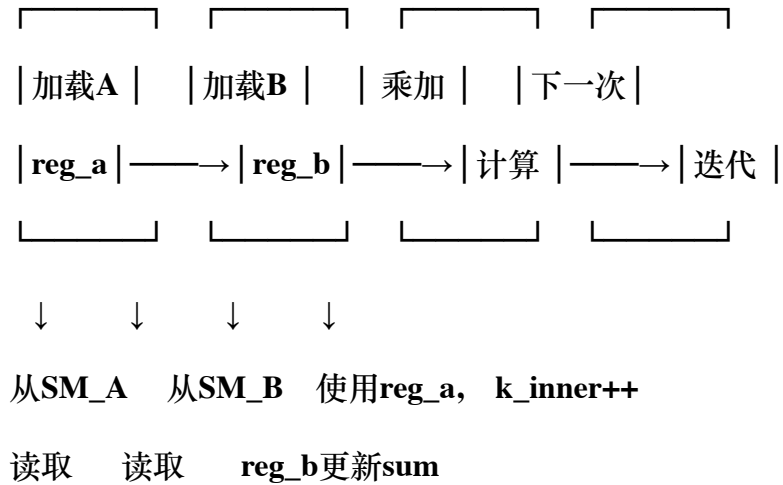 ┌─────┐ ┌─────┐ ┌─────┐ ┌─────┐
│加载A │ │加载B │ │ 乘加 │ │下一次│
│reg_a│───→│reg_b│───→│计算 │───→│迭代 │
└─────┘ └─────┘ └─────┘ └─────┘
↓ ↓ ↓ ↓
从SM_A 从SM_B 使用reg_a, k_inner++
读取 读取 reg_b更新sum